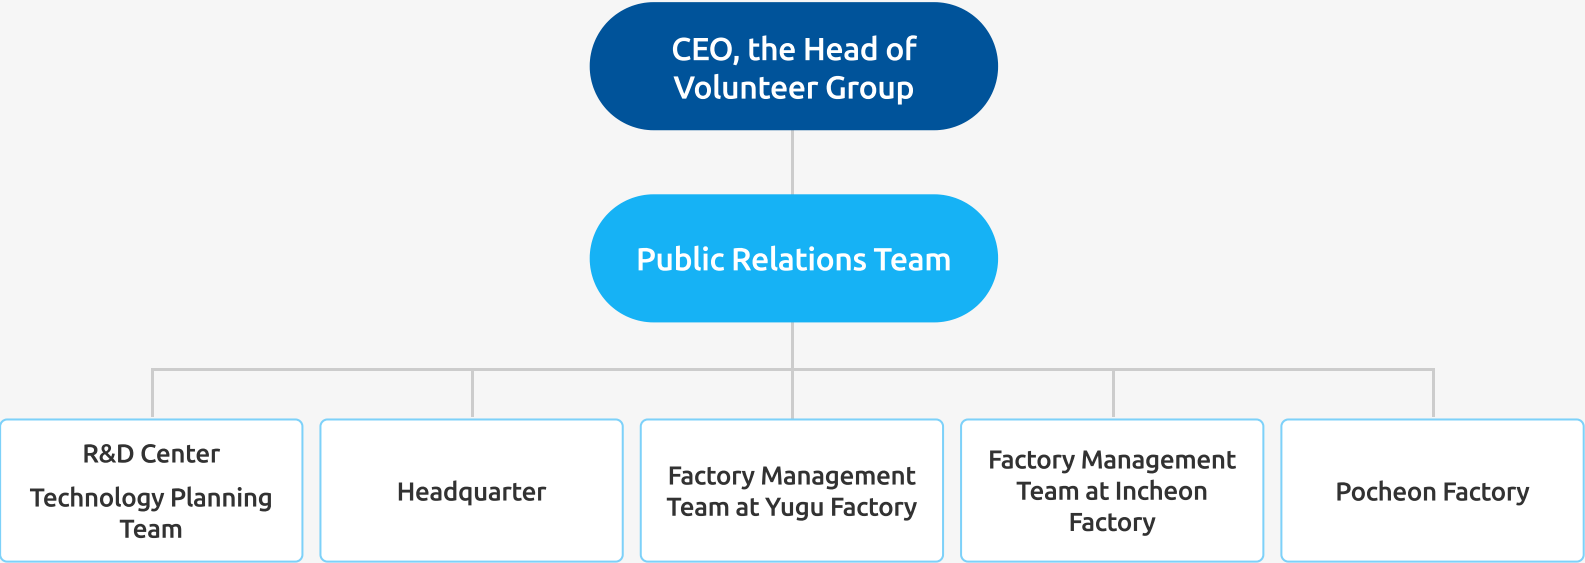 CEO, the Head of
Volunteer Group
Public Relations Team
R&D Center
Technology Planning
Team
Headquarter
Factory Management
Team at Yugu Factory
Factory Management
Team at Incheon
Factory
Pocheon Factory